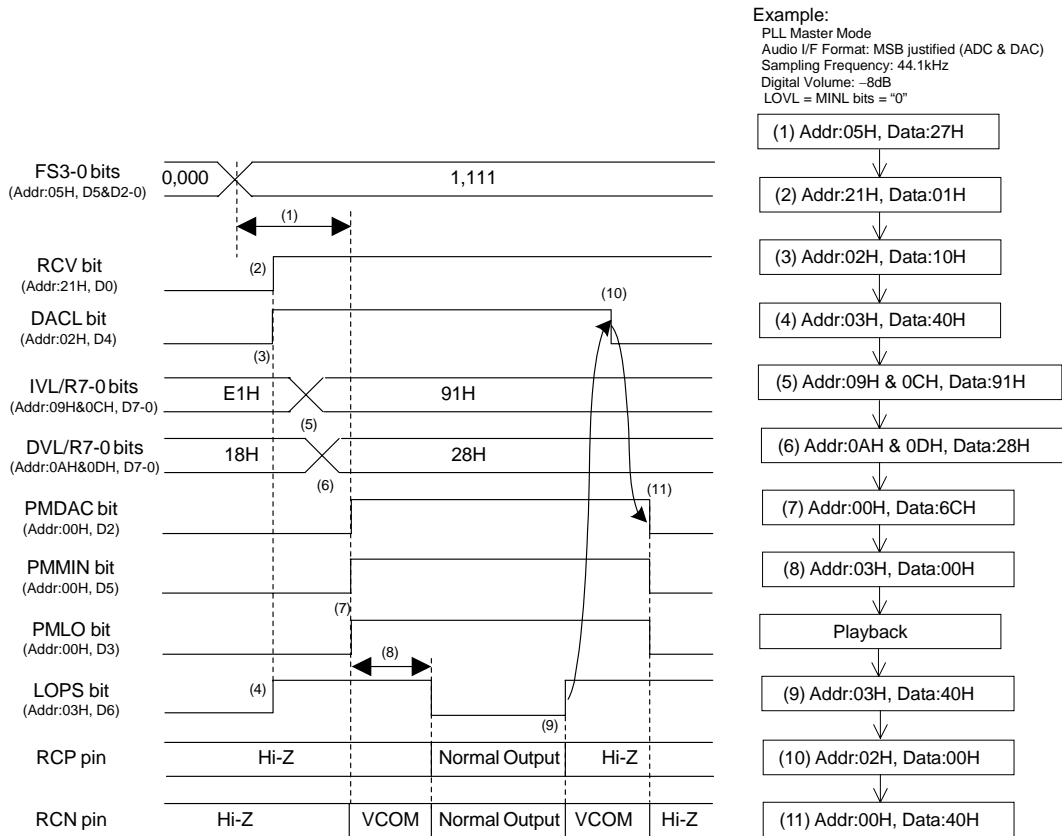 Example:
PLL Master Mode
Audio I/F Format: MSB justified (ADC & DAC)
Sampling Frequency: 44.1kHz
Digital Volume: −8dB
LOVL = MINL bits = “0”
(1) Addr:05H, Data:27H
(2) Addr:21H, Data:01H
(3) Addr:02H, Data:10H
(4) Addr:03H, Data:40H
(5) Addr:09H & 0CH, Data:91H
(6) Addr:0AH & 0DH, Data:28H
(7) Addr:00H, Data:6CH
(8) Addr:03H, Data:00H
Playback
(9) Addr:03H, Data:40H
(10) Addr:02H, Data:00H
(11) Addr:00H, Data:40H
FS3-0 bits
(Addr:05H, D5&D2-0)
0,000
1,111
(1)
RCV bit
(Addr:21H, D0)
(2)
DACL bit
(Addr:02H, D4)
(3)
(10)
IVL/R7-0 bits
(Addr:09H&0CH, D7-0)
E1H
91H
(5)
DVL/R7-0 bits
(Addr:0AH&0DH, D7-0)
18H
28H
(6)
PMDAC bit
(Addr:00H, D2)
(11)
PMMIN bit
(Addr:00H, D5)
(7)
PMLO bit
(Addr:00H, D3)
(8)
LOPS bit
(Addr:03H, D6)
(4)
(9)
RCP pin
Hi-Z
Normal Output
Hi-Z
RCN pin
Hi-Z
VCOM
Normal Output
VCOM
Hi-Z